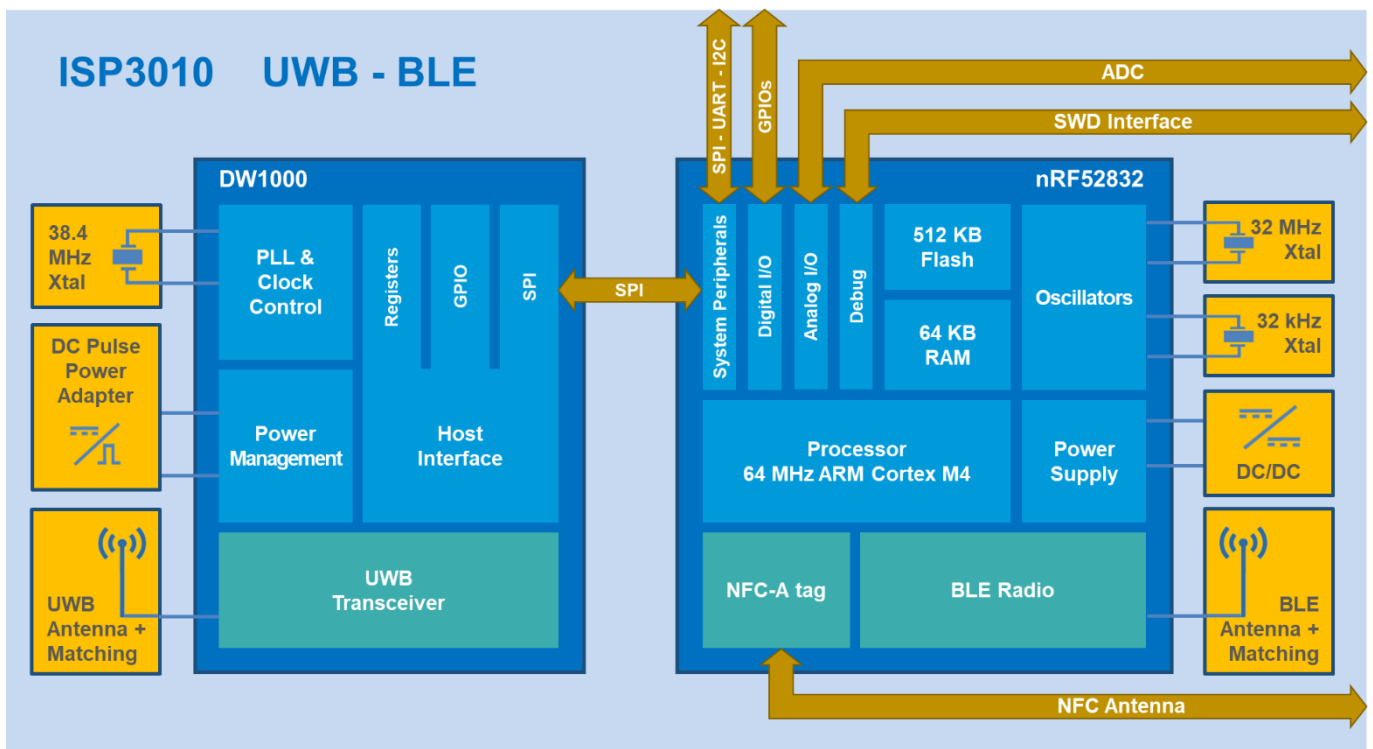 ISP3010 UWB - BLE
SPI - UART - I2C
GPIOs
ADC
SWD Interface
DW1000
nRF52832
38.4
MHz
Xtal
PLL &
Clock
Control
Registers
GPIO
SPI
SPI
System Peripherals
Digital I/O
Analog I/O
Debug
512 KB
Flash
64 KB
RAM
Oscillators
32 MHz
Xtal
32 kHz
Xtal
DC Pulse
Power
Adapter
Power
Management
Host
Interface
Processor
64 MHz ARM Cortex M4
Power
Supply
DC/DC
UWB
Antenna +
Matching
UWB
Transceiver
NFC-A tag
BLE Radio
BLE
Antenna +
Matching
NFC Antenna